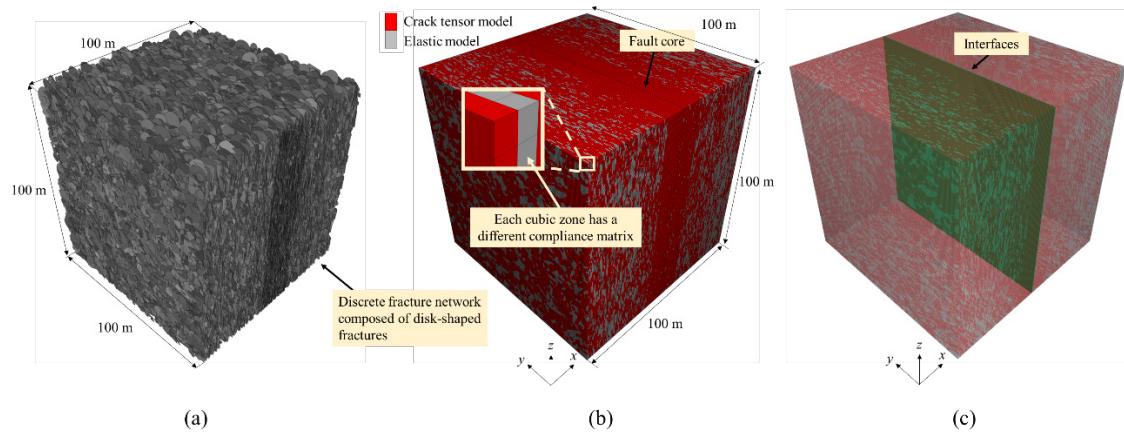 100 m
100 m
100 m
Discrete fracture network
composed of disk-shaped
fractures
(a)
Crack tensor model
Elastic model
100 m
Fault core
100 m
Each cubic zone has a
different compliance matrix
100 m
z
y
x
(b)
Interfaces
z
y
x
(c)